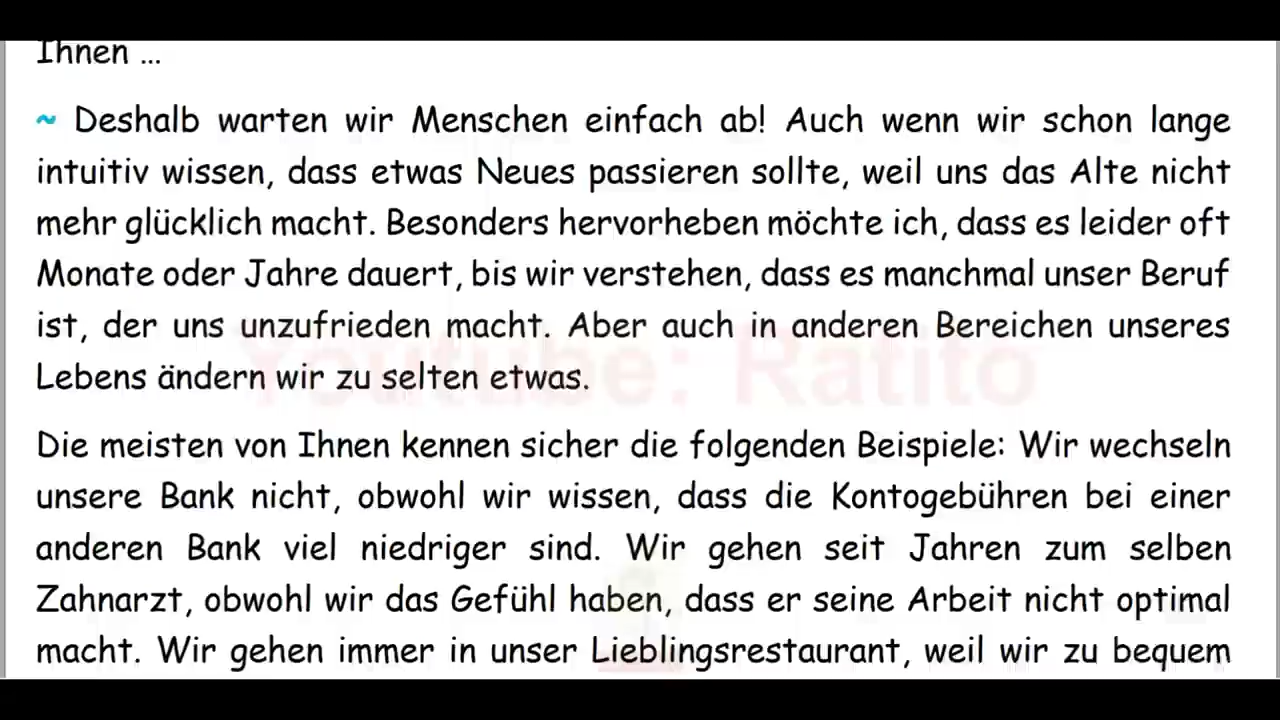 Ihnen ...
~ Deshalb warten wir Menschen einfach ab! Auch wenn wir schon lange
intuitiv wissen, dass etwas Neues passieren sollte, weil uns das Alte nicht
mehr glücklich macht. Besonders hervorheben möchte ich, dass es leider oft
Monate oder Jahre dauert, bis wir verstehen, dass es manchmal unser Beruf
ist, der uns unzufrieden macht. Aber auch in anderen Bereichen unseres
Youtube: Ratito
Lebens ändern wir zu selten etwas.
Die meisten von Ihnen kennen sicher die folgenden Beispiele: Wir wechseln
unsere Bank nicht, obwohl wir wissen, dass die Kontogebühren bei einer
anderen Bank viel niedriger sind. Wir gehen seit Jahren zum selben
Zahnarzt, obwohl wir das Gefühl haben, dass er seine Arbeit nicht optimal
macht. Wir gehen immer in unser Lieblingsrestaurant, weil wir zu bequem